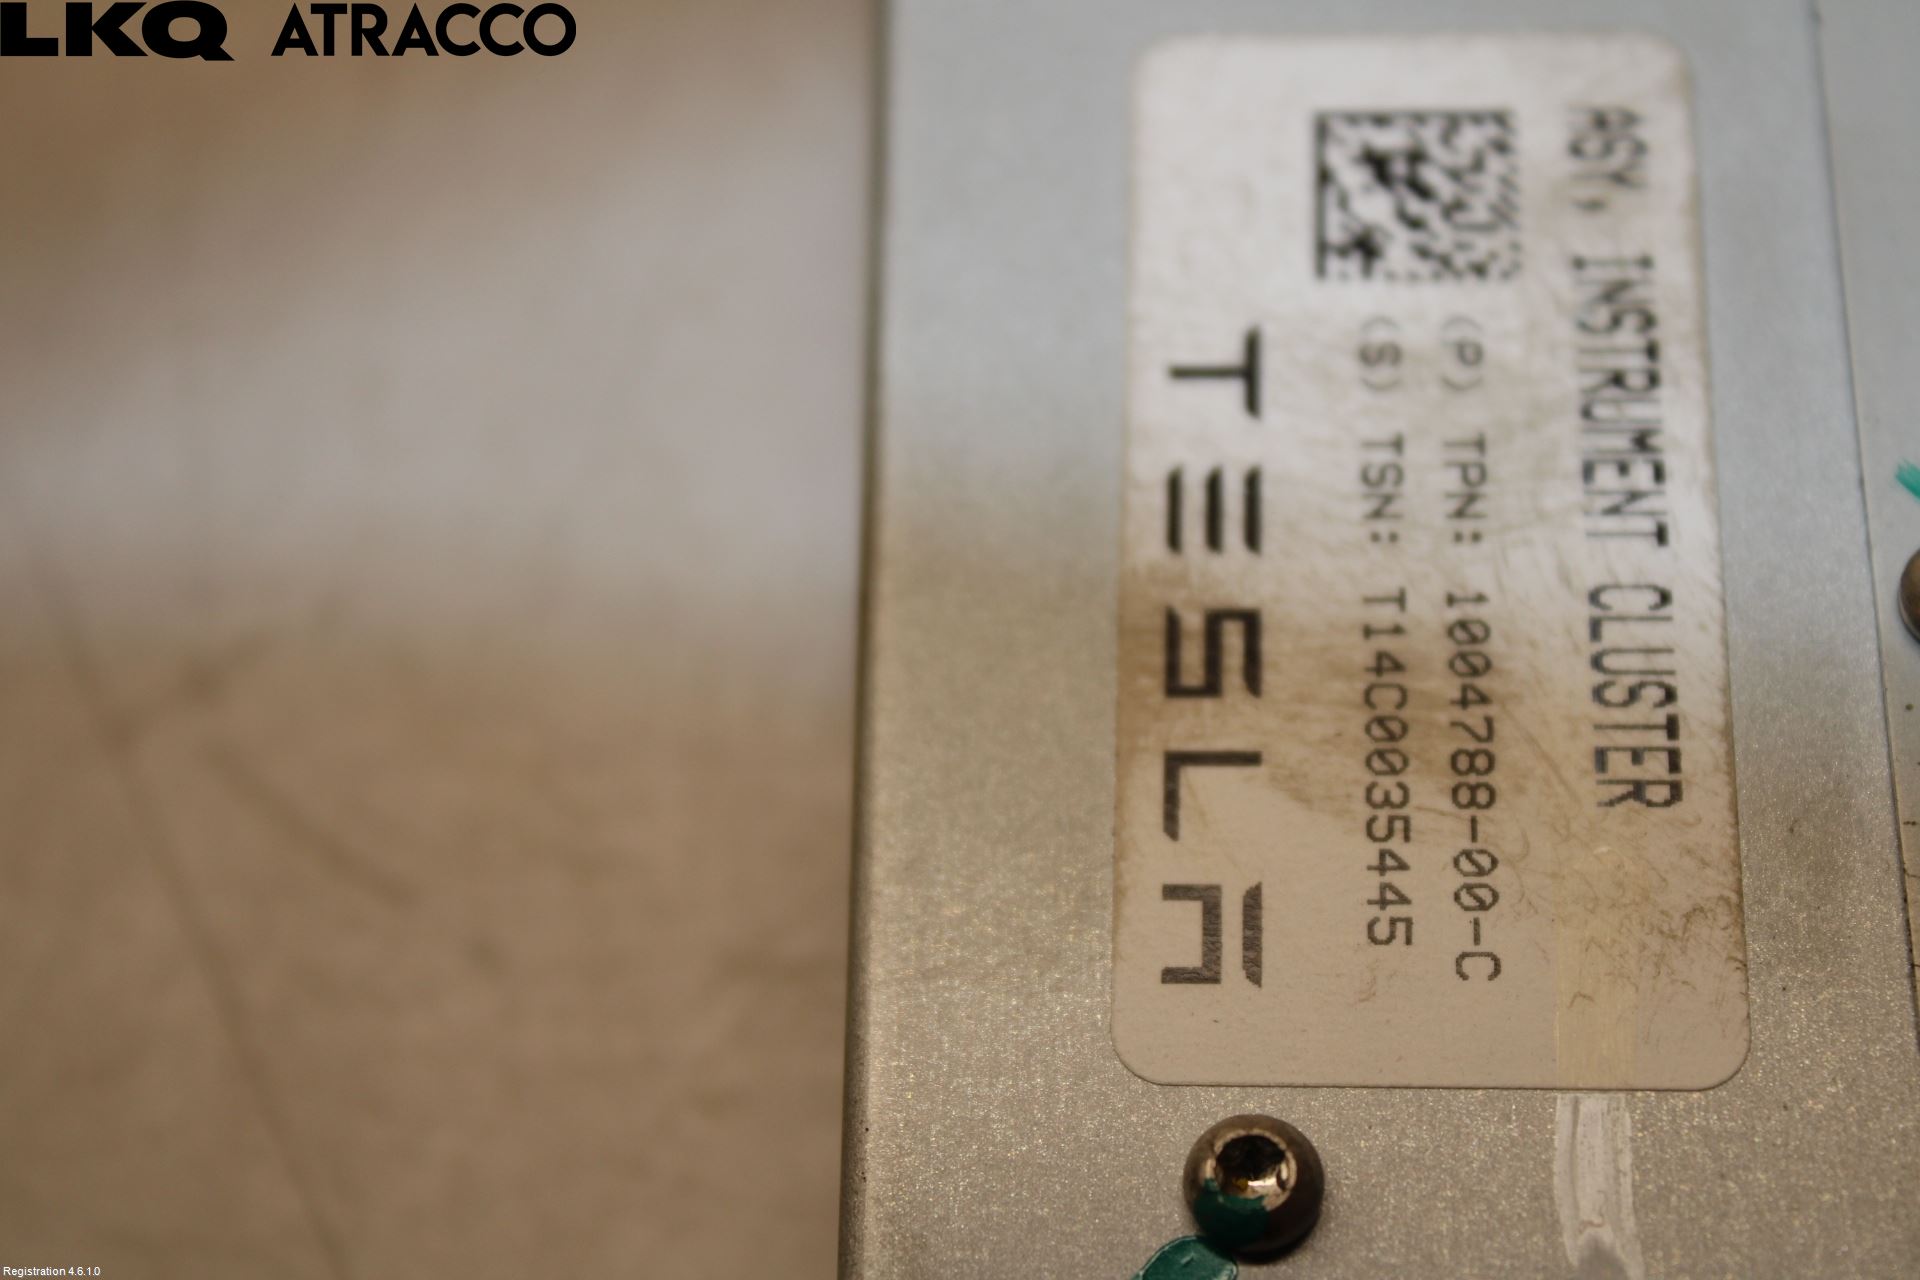 LKQ ATRACCO
ASY, INSTRUMENT CLUSTER
(P) TPN: 1004788-00-C
(S) TSN: T14C0035445
TESLA
Registration 4.6.1.0